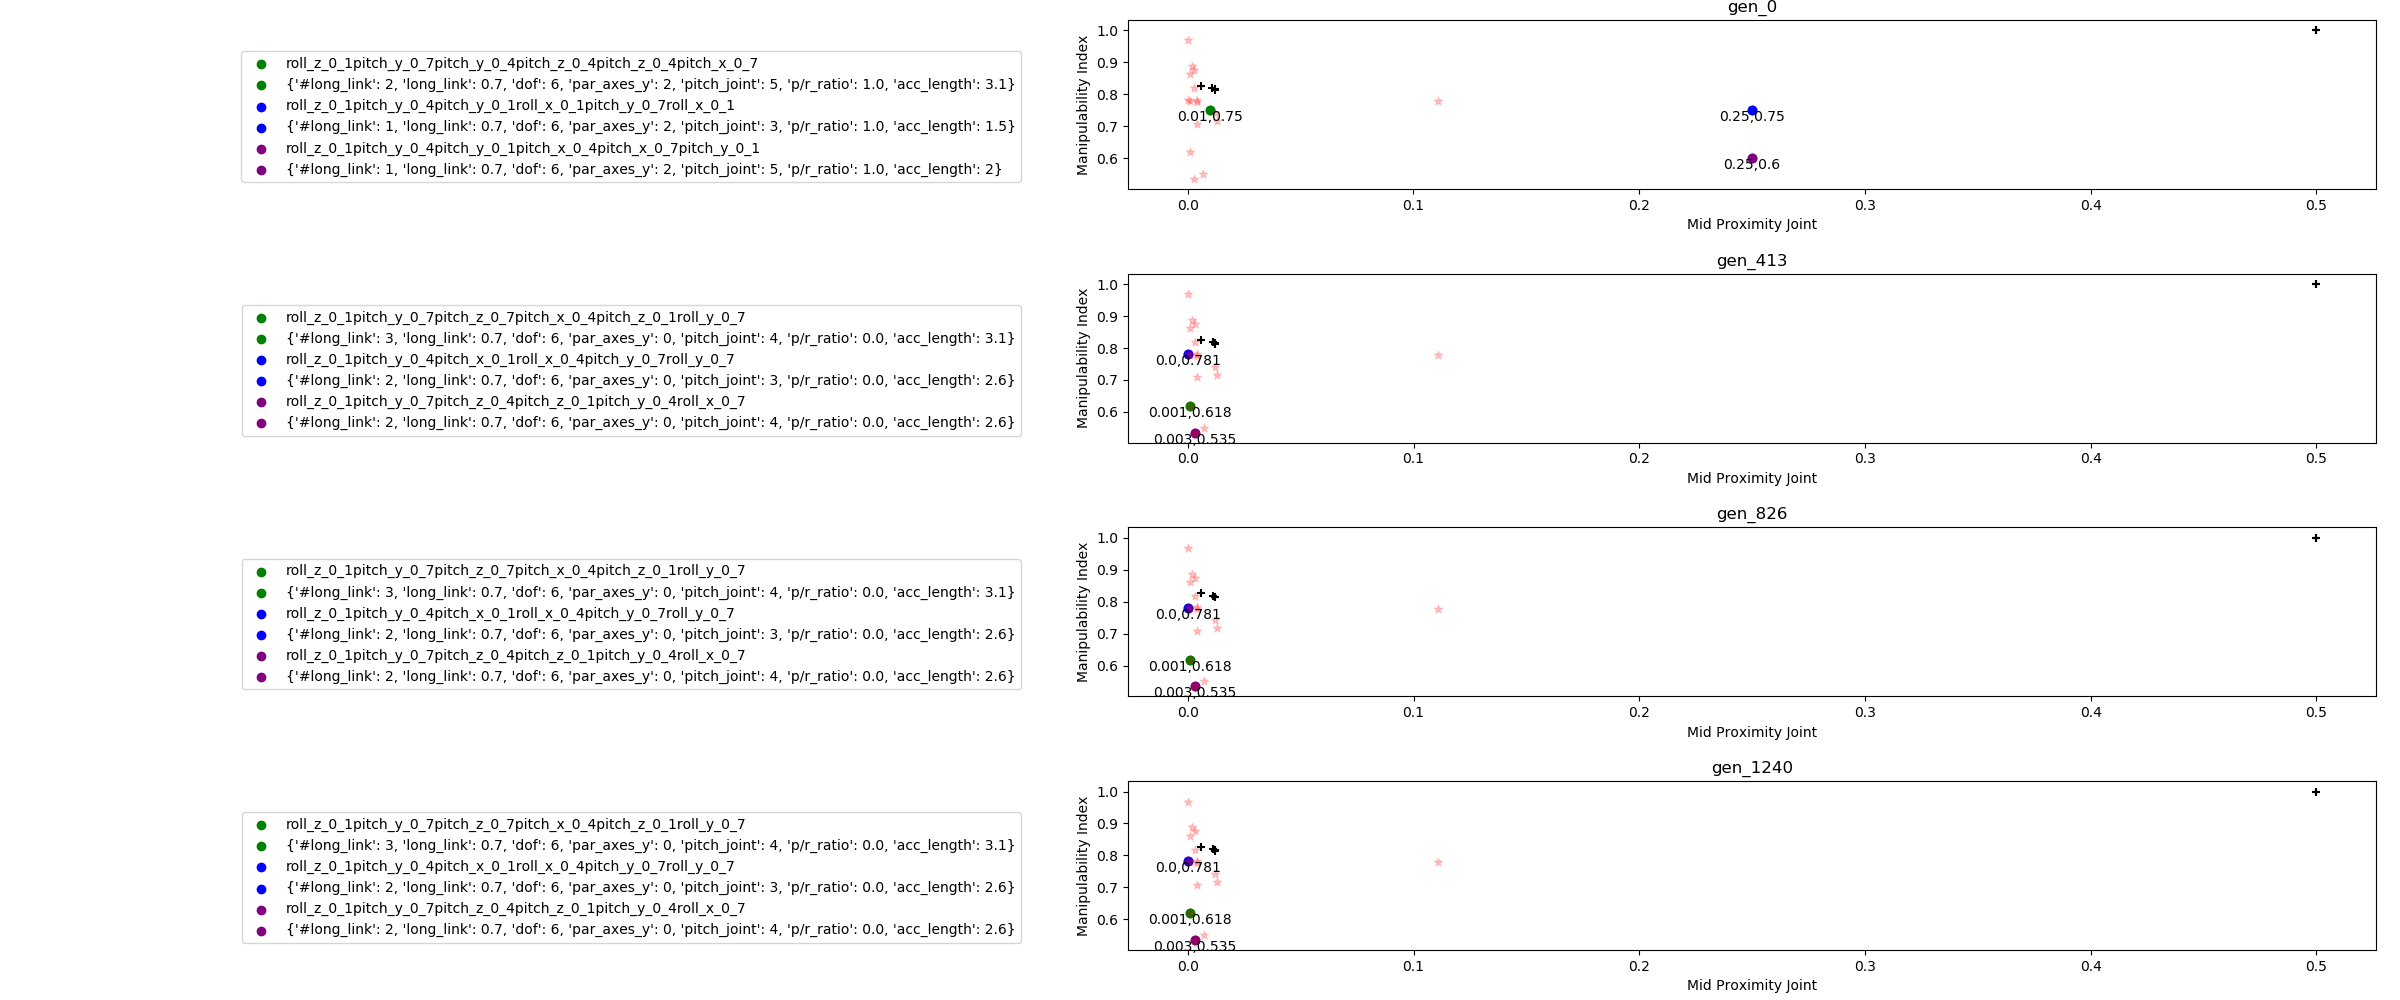 gen_0
roll_z_0_1pitch_y_0_7pitch_y_0_4pitch_z_0_4pitch_z_0_4pitch_x_0_7
{'#long_link': 2, 'long_link': 0.7, 'dof': 6, 'par_axes_y': 2, 'pitch_joint': 5, 'p/r_ratio': 1.0, 'acc_length': 3.1}
roll_z_0_1pitch_y_0_4pitch_y_0_1roll_x_0_1pitch_y_0_7roll_x_0_1
{'#long_link': 1, 'long_link': 0.7, 'dof': 6, 'par_axes_y': 2, 'pitch_joint': 3, 'p/r_ratio': 1.0, 'acc_length': 1.5}
roll_z_0_1pitch_y_0_4pitch_y_0_1pitch_x_0_4pitch_x_0_7pitch_y_0_1
{'#long_link': 1, 'long_link': 0.7, 'dof': 6, 'par_axes_y': 2, 'pitch_joint': 5, 'p/r_ratio': 1.0, 'acc_length': 2}
Manipulability Index
1.0
0.9
0.8
0.7
0.6
0.01,0.75
0.25,0.75
0.25,0.6
0.0 0.1 0.2 0.3 0.4 0.5
Mid Proximity Joint
gen_413
roll_z_0_1pitch_y_0_7pitch_z_0_7pitch_x_0_4pitch_z_0_1roll_y_0_7
{'#long_link': 3, 'long_link': 0.7, 'dof': 6, 'par_axes_y': 0, 'pitch_joint': 4, 'p/r_ratio': 0.0, 'acc_length': 3.1}
roll_z_0_1pitch_y_0_4pitch_x_0_1roll_x_0_4pitch_y_0_7roll_y_0_7
{'#long_link': 2, 'long_link': 0.7, 'dof': 6, 'par_axes_y': 0, 'pitch_joint': 3, 'p/r_ratio': 0.0, 'acc_length': 2.6}
roll_z_0_1pitch_y_0_7pitch_z_0_4pitch_z_0_1pitch_y_0_4roll_x_0_7
{'#long_link': 2, 'long_link': 0.7, 'dof': 6, 'par_axes_y': 0, 'pitch_joint': 4, 'p/r_ratio': 0.0, 'acc_length': 2.6}
Manipulability Index
1.0
0.9
0.8
0.7
0.6
0.0,0.781
0.001,0.618
0.003,0.535
0.0 0.1 0.2 0.3 0.4 0.5
Mid Proximity Joint
gen_826
roll_z_0_1pitch_y_0_7pitch_z_0_7pitch_x_0_4pitch_z_0_1roll_y_0_7
{'#long_link': 3, 'long_link': 0.7, 'dof': 6, 'par_axes_y': 0, 'pitch_joint': 4, 'p/r_ratio': 0.0, 'acc_length': 3.1}
roll_z_0_1pitch_y_0_4pitch_x_0_1roll_x_0_4pitch_y_0_7roll_y_0_7
{'#long_link': 2, 'long_link': 0.7, 'dof': 6, 'par_axes_y': 0, 'pitch_joint': 3, 'p/r_ratio': 0.0, 'acc_length': 2.6}
roll_z_0_1pitch_y_0_7pitch_z_0_4pitch_z_0_1pitch_y_0_4roll_x_0_7
{'#long_link': 2, 'long_link': 0.7, 'dof': 6, 'par_axes_y': 0, 'pitch_joint': 4, 'p/r_ratio': 0.0, 'acc_length': 2.6}
Manipulability Index
1.0
0.9
0.8
0.7
0.6
0.0,0.781
0.001,0.618
0.003,0.535
0.0 0.1 0.2 0.3 0.4 0.5
Mid Proximity Joint
gen_1240
roll_z_0_1pitch_y_0_7pitch_z_0_7pitch_x_0_4pitch_z_0_1roll_y_0_7
{'#long_link': 3, 'long_link': 0.7, 'dof': 6, 'par_axes_y': 0, 'pitch_joint': 4, 'p/r_ratio': 0.0, 'acc_length': 3.1}
roll_z_0_1pitch_y_0_4pitch_x_0_1roll_x_0_4pitch_y_0_7roll_y_0_7
{'#long_link': 2, 'long_link': 0.7, 'dof': 6, 'par_axes_y': 0, 'pitch_joint': 3, 'p/r_ratio': 0.0, 'acc_length': 2.6}
roll_z_0_1pitch_y_0_7pitch_z_0_4pitch_z_0_1pitch_y_0_4roll_x_0_7
{'#long_link': 2, 'long_link': 0.7, 'dof': 6, 'par_axes_y': 0, 'pitch_joint': 4, 'p/r_ratio': 0.0, 'acc_length': 2.6}
Manipulability Index
1.0
0.9
0.8
0.7
0.6
0.0,0.781
0.001,0.618
0.003,0.535
0.0 0.1 0.2 0.3 0.4 0.5
Mid Proximity Joint